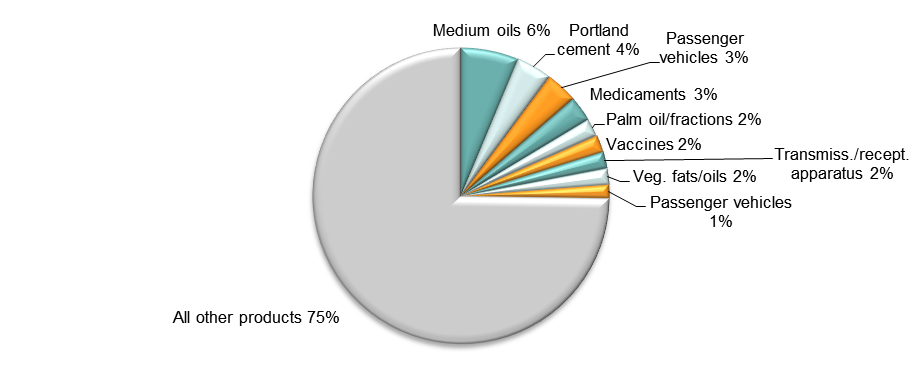 Medium oils 6%
Portland
cement 4%
Passenger
vehicles 3%
Medicaments 3%
Palm oil/fractions 2%
Vaccines 2%
Transmiss./recept.
apparatus 2%
Veg. fats/oils 2%
Passenger vehicles
1%
All other products 75%